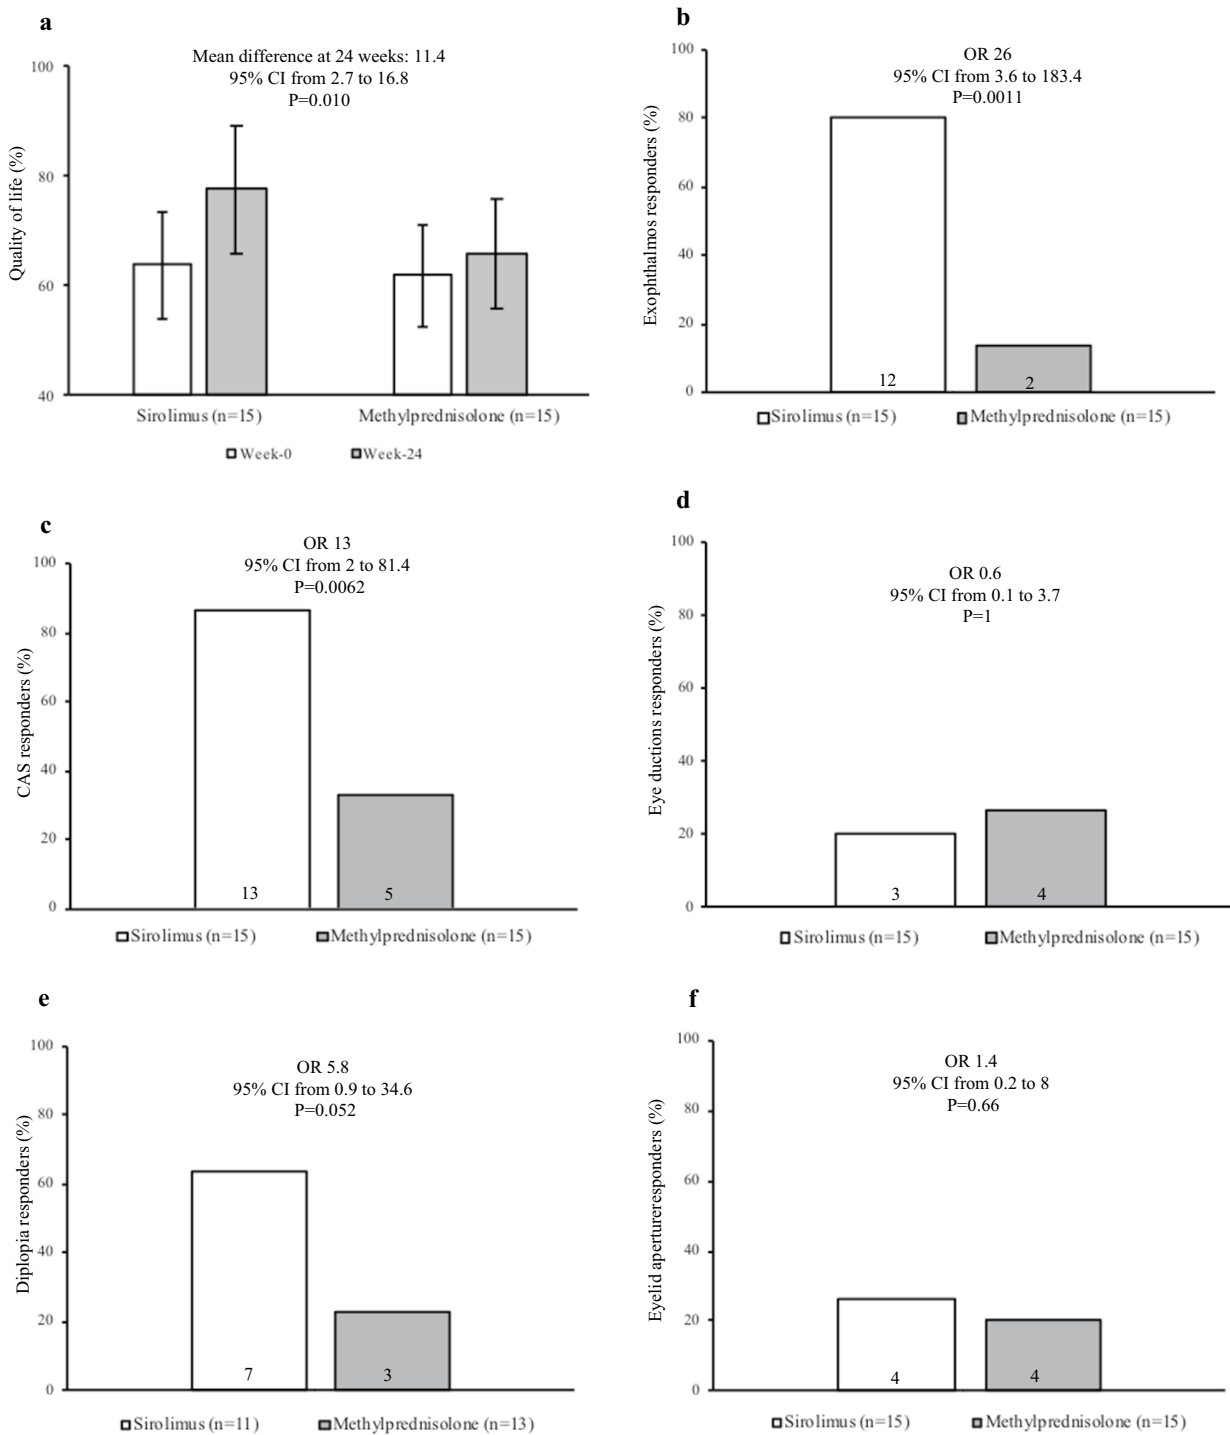 a
Mean difference at 24 weeks: 11.4
95% CI from 2.7 to 16.8
P=0.010
Quality of life (%)
100
80
60
40
Sirolimus (n=15)
Methylprednisolone (n=15)
Week-0
Week-24
b
OR 26
95% CI from 3.6 to 183.4
P=0.0011
Exophthalmos responders (%)
100
80
60
40
20
0
12
2
Sirolimus (n=15)
Methylprednisolone (n=15)
c
OR 13
95% CI from 2 to 81.4
P=0.0062
CAS responders (%)
100
80
60
40
20
0
13
5
Sirolimus (n=15)
Methylprednisolone (n=15)
d
OR 0.6
95% CI from 0.1 to 3.7
P=1
Eye ductions responders (%)
100
80
60
40
20
0
3
4
Sirolimus (n=15)
Methylprednisolone (n=15)
e
OR 5.8
95% CI from 0.9 to 34.6
P=0.052
Diplopia responders (%)
100
80
60
40
20
0
7
3
Sirolimus (n=11)
Methylprednisolone (n=13)
f
OR 1.4
95% CI from 0.2 to 8
P=0.66
Eyelid apertureresponders (%)
100
80
60
40
20
0
4
4
Sirolimus (n=15)
Methylprednisolone (n=15)